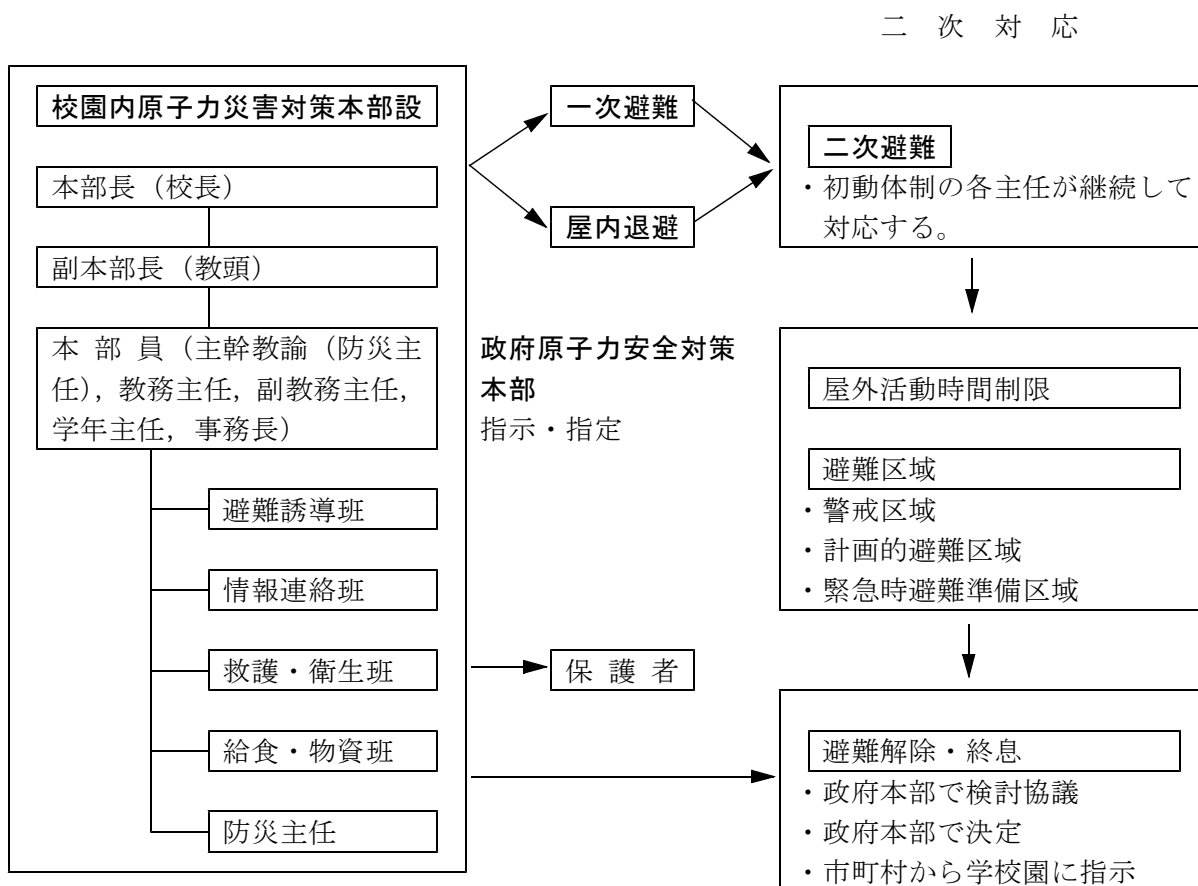 二 次 対 応
校園内原子力災害対策本部設
本部長（校長）
副本部長（教頭）
本 部 員（主幹教諭（防災主
任），教務主任，副教務主任，
学年主任，事務長）
避難誘導班
情報連絡班
救護・衛生班
給食・物資班
防災主任
一次避難
屋内退避
政府原子力安全対策
本部
指示・指定
保 護 者
二次避難
・初動体制の各主任が継続して
対応する。
屋外活動時間制限
避難区域
・警戒区域
・計画的避難区域
・緊急時避難準備区域
避難解除・終息
・政府本部で検討協議
・政府本部で決定
・市町村から学校園に指示